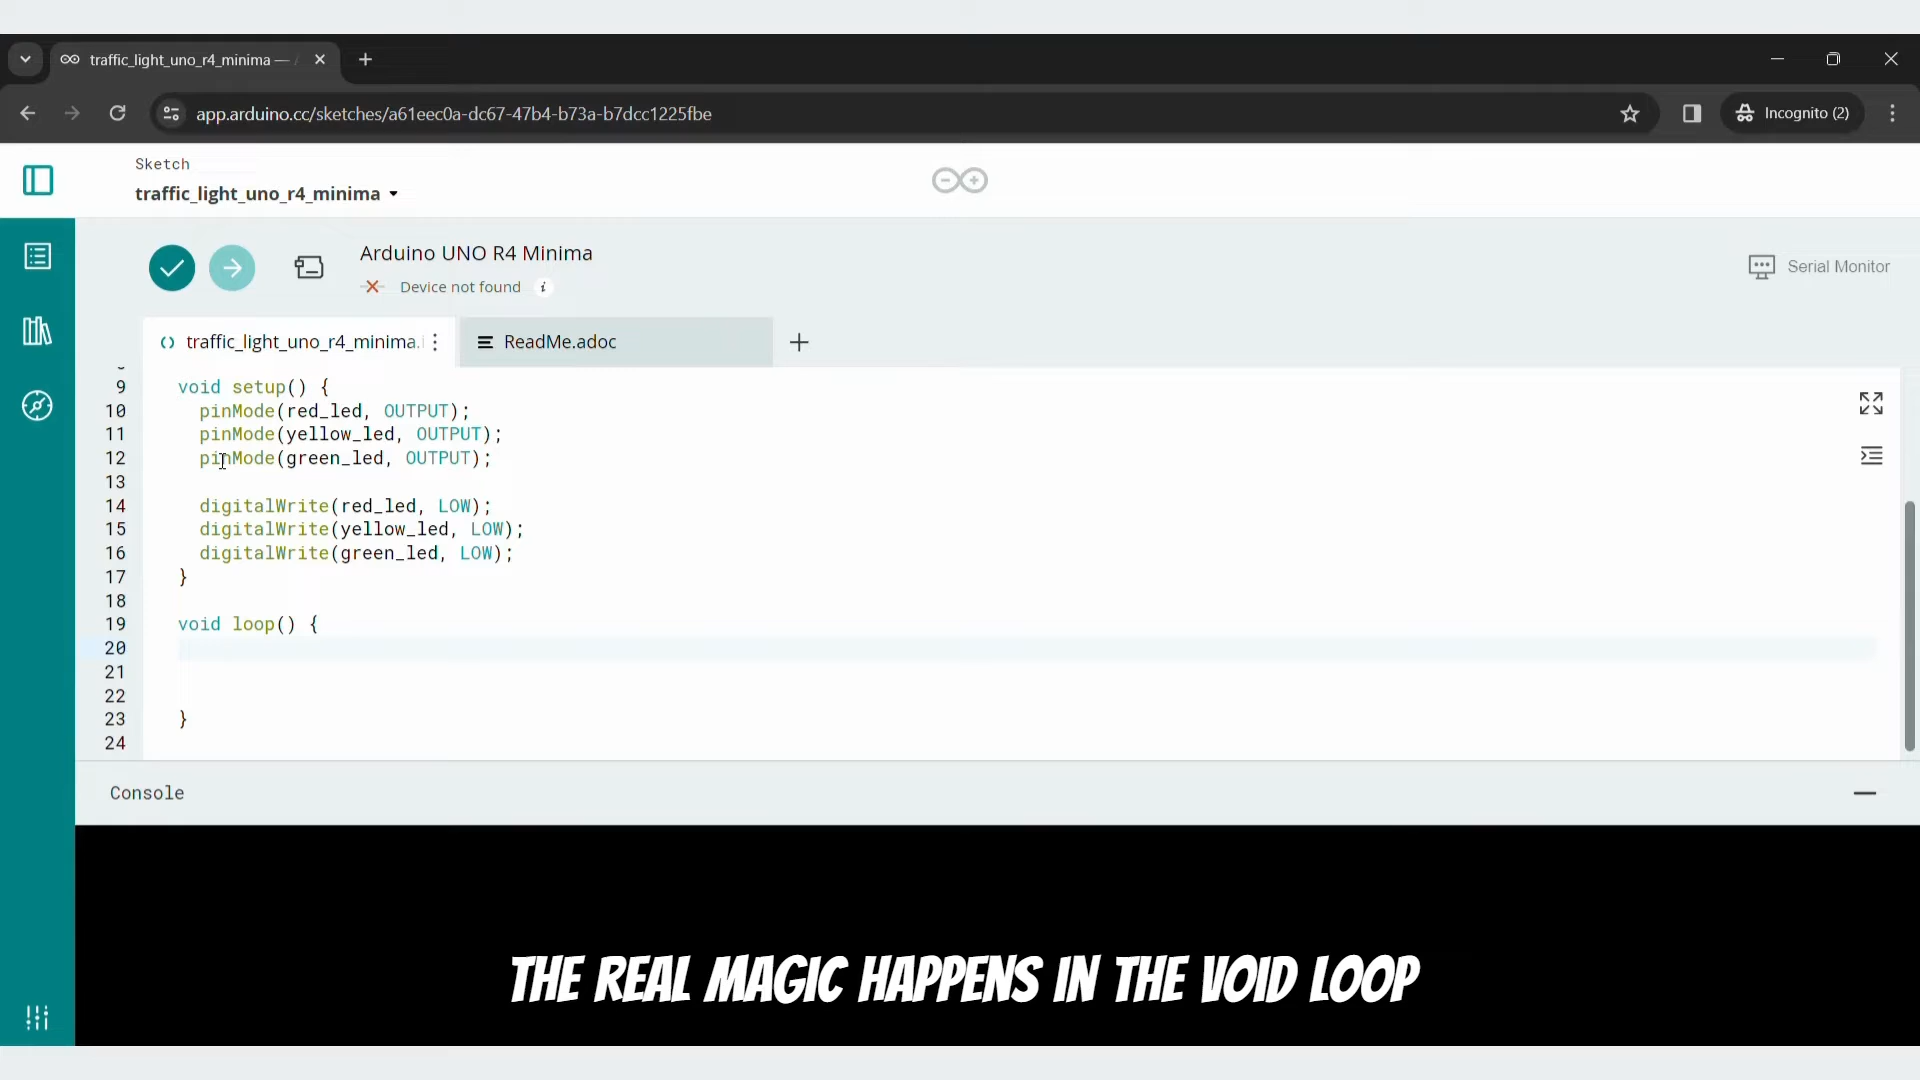 traffic_light_uno_r4_minima —
app.arduino.cc/sketches/a61eec0a-dc67-47b4-b73a-b7dcc1225fbe
Incognito (2)
Sketch
traffic_light_uno_r4_minima
Arduino UNO R4 Minima
Device not found
i
Serial Monitor
traffic_light_uno_r4_minima.i
ReadMe.adoc
9 void setup() {
10 pinMode(red_led, OUTPUT);
11 pinMode(yellow_led, OUTPUT);
12 pinMode(green_led, OUTPUT);
13
14 digitalWrite(red_led, LOW);
15 digitalWrite(yellow_led, LOW);
16 digitalWrite(green_led, LOW);
17 }
18
19 void loop() {
20
21
22
23 }
24
Console
THE REAL MAGIC HAPPENS IN THE VOID LOOP